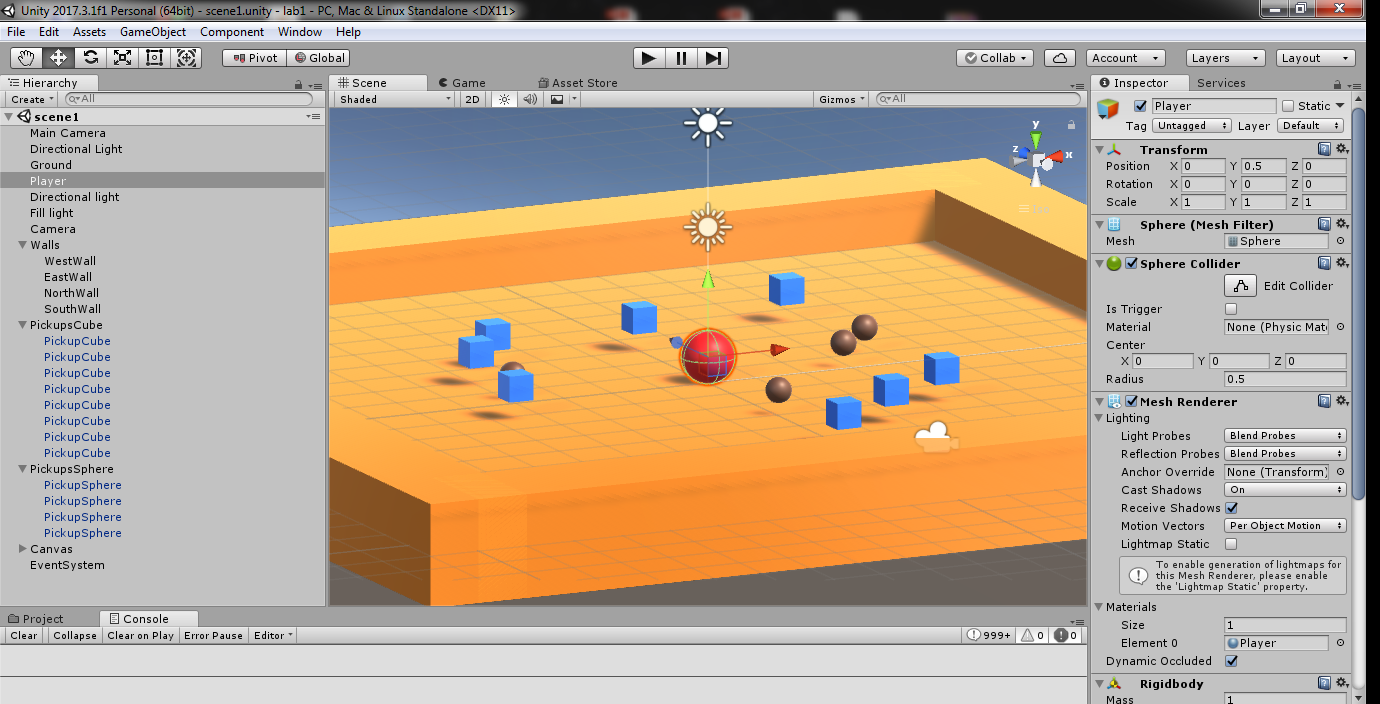 Unity 2017.3.1f1 Personal (64bit) - scene1.unity - lab1 - PC, Mac & Linux Standalone <DX11>
File Edit Assets GameObject Component Window Help
Pivot Global Collab Account Layers Layout
Hierarchy
Create All
scene1
Main Camera
Directional Light
Ground
Player
Directional light
Fill light
Camera
Walls
WestWall
EastWall
NorthWall
SouthWall
PickupsCube
PickupCube
PickupCube
PickupCube
PickupCube
PickupCube
PickupCube
PickupCube
PickupCube
PickupsSphere
PickupSphere
PickupSphere
PickupSphere
PickupSphere
Canvas
EventSystem
Scene Game Asset Store
Shaded 2D Gizmos All
y
z
x
Project Console
Clear Collapse Clear on Play Error Pause Editor 999+ 0 0
Inspector Services
Player Static
Tag Untagged Layer Default
Transform
Position X 0 Y 0.5 Z 0
Rotation X 0 Y 0 Z 0
Scale X 1 Y 1 Z 1
Sphere (Mesh Filter)
Mesh Sphere
Sphere Collider
Edit Collider
Is Trigger
Material None (Physic Mate
Center
X 0 Y 0 Z 0
Radius 0.5
Mesh Renderer
Lighting
Light Probes Blend Probes
Reflection Probes Blend Probes
Anchor Override None (Transform)
Cast Shadows On
Receive Shadows
Motion Vectors Per Object Motion
Lightmap Static
To enable generation of lightmaps for
this Mesh Renderer, please enable
the 'Lightmap Static' property.
Materials
Size 1
Element 0 Player
Dynamic Occluded
Rigidbody
Mass 1